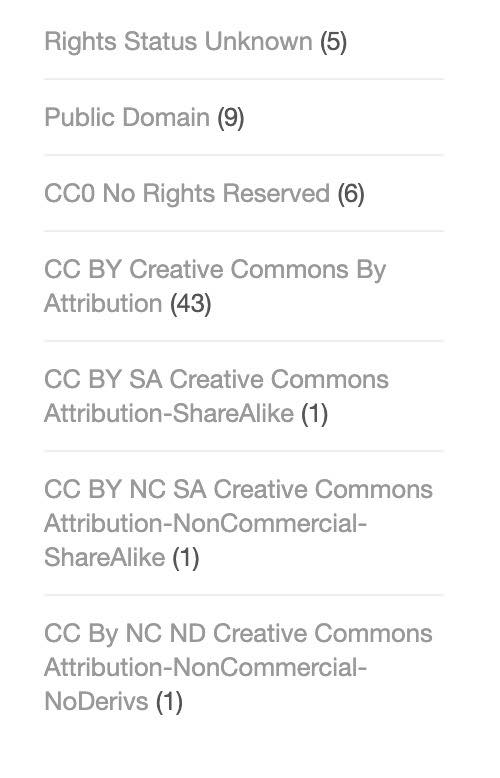 Rights Status Unknown (5)
Public Domain (9)
CC0 No Rights Reserved (6)
CC BY Creative Commons By
Attribution (43)
CC BY SA Creative Commons
Attribution-ShareAlike (1)
CC BY NC SA Creative Commons
Attribution-NonCommercial-
ShareAlike (1)
CC By NC ND Creative Commons
Attribution-NonCommercial-
NoDerivs (1)